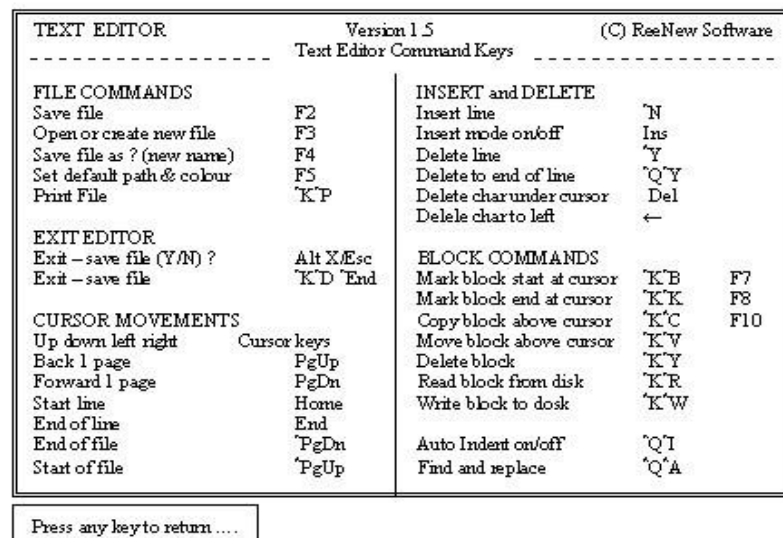 TEXT EDITOR Version 1.5 (C) ReeNew Software
Text Editor Command Keys
FILE COMMANDS
Save file F2
Open or create new file F3
Save file as ? (new name) F4
Set default path & colour F5
Print File ^K^P
EXIT EDITOR
Exit – save file (Y/N) ? Alt X/Esc
Exit – save file ^K^D ^End
CURSOR MOVEMENTS
Up down left right Cursor keys
Back 1 page PgUp
Forward 1 page PgDn
Start line Home
End of line End
End of file ^PgDn
Start of file ^PgUp
INSERT and DELETE
Insert line ^N
Insert mode on/off Ins
Delete line ^Y
Delete to end of line ^Q^Y
Delete char under cursor Del
Delele char to left ←
BLOCK COMMANDS
Mark block start at cursor ^K^B F7
Mark block end at cursor ^K^K F8
Copy block above cursor ^K^C F10
Move block above cursor ^K^V
Delete block ^K^Y
Read block from disk ^K^R
Write block to dosk ^K^W
Auto Indent on/off ^Q^I
Find and replace ^Q^A
Press any key to return ....